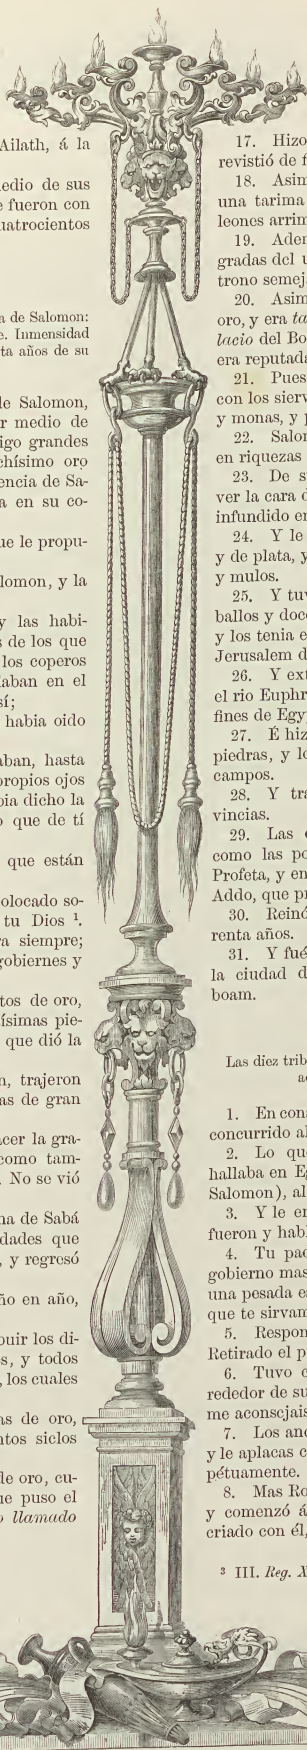 Ailath, á la
edio de sus
e fueron con
uatrocientos
a de Salomon:
e. Inmensidad
ta años de su
le Salomon,
r medio de
igo grandes
chísimo oro
encia de Sa-
a en su co-
ue le propu-
lomon, y la
y las habi-
s de los que
los coperos
aban en el
sí;
habia oido
aban, hasta
propios ojos
bia dicho la
o que de tí
que están
olocado so-
tu Dios ¹.
ra siempre;
gobiernes y
tos de oro,
ísimas pie-
que dió la
n, trajeron
as de gran
acer la gra-
como tam-
. No se vió
na de Sabá
dades que
, y regresó
ño en año,
buir los di-
s, y todos
, los cuales
as de oro,
ntos siclos
de oro, cu-
ue puso el
o llamado
17. Hizo
revistió de f
18. Asim
una tarima
leones arrim
19. Ader
gradas del u
trono semej
20. Asim
oro, y era ta
lacio del Bo
era reputada
21. Pues
con los sierv
y monas, y p
22. Salor
en riquezas
23. De s
ver la cara d
infundido er
24. Y le
y de plata, y
y mulos.
25. Y tuv
ballos y doce
y los tenia e
Jerusalem d
26. Y ext
el rio Euphr
fines de Egy
27. É hiz
piedras, y lo
campos.
28. Y tra
vincias.
29. Las c
como las po
Profeta, y en
Addo, que pr
30. Reinó
renta años.
31. Y fué
la ciudad d
boam.
Las diez trib
ac
1. En cons
concurrido al
2. Lo que
hallaba en Eg
Salomon), al
3. Y le en
fueron y habl
4. Tu pad
gobierno mas
una pesada es
que te sirvam
5. Respon
Retirado el p
6. Tuvo c
rededor de su
me aconsejais
7. Los anc
y le aplacas c
pétuamente.
8. Mas Ro
y comenzó á
criado con él,
³ III. Reg. X